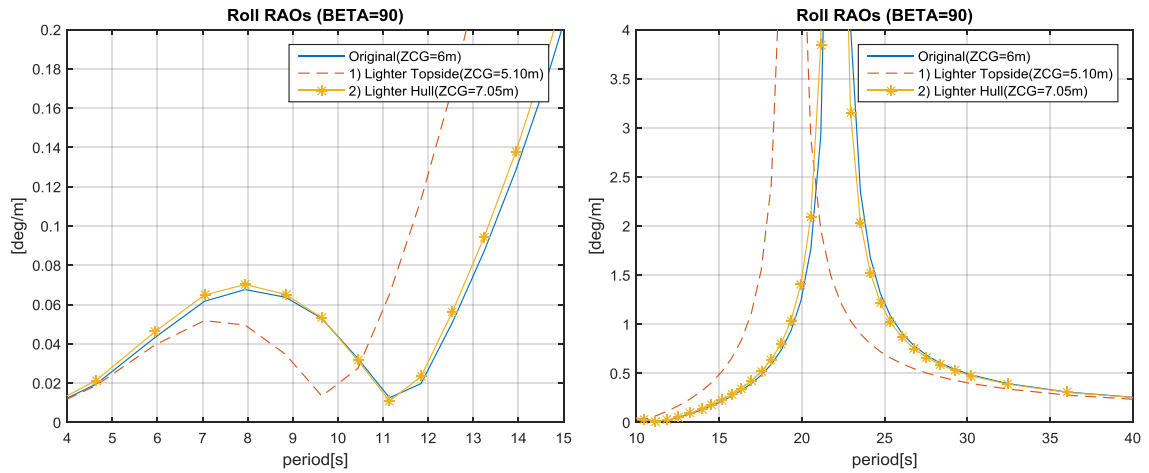 Roll RAOs (BETA=90)
0.2
0.18
0.16
0.14
0.12
0.1
0.08
0.06
0.04
0.02
0
[deg/m]
Original(ZCG=6m)
1) Lighter Topside(ZCG=5.10m)
2) Lighter Hull(ZCG=7.05m)
4 5 6 7 8 9 10 11 12 13 14 15
period[s]
Roll RAOs (BETA=90)
4
3.5
3
2.5
2
1.5
1
0.5
0
[deg/m]
Original(ZCG=6m)
1) Lighter Topside(ZCG=5.10m)
2) Lighter Hull(ZCG=7.05m)
10 15 20 25 30 35 40
period[s]